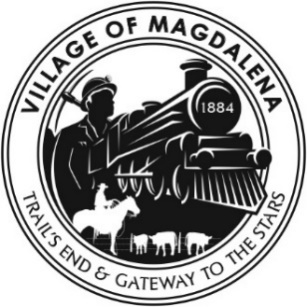 VILLAGE OF MAGDALENA
1884
TRAIL'S END & GATEWAY TO THE STARS